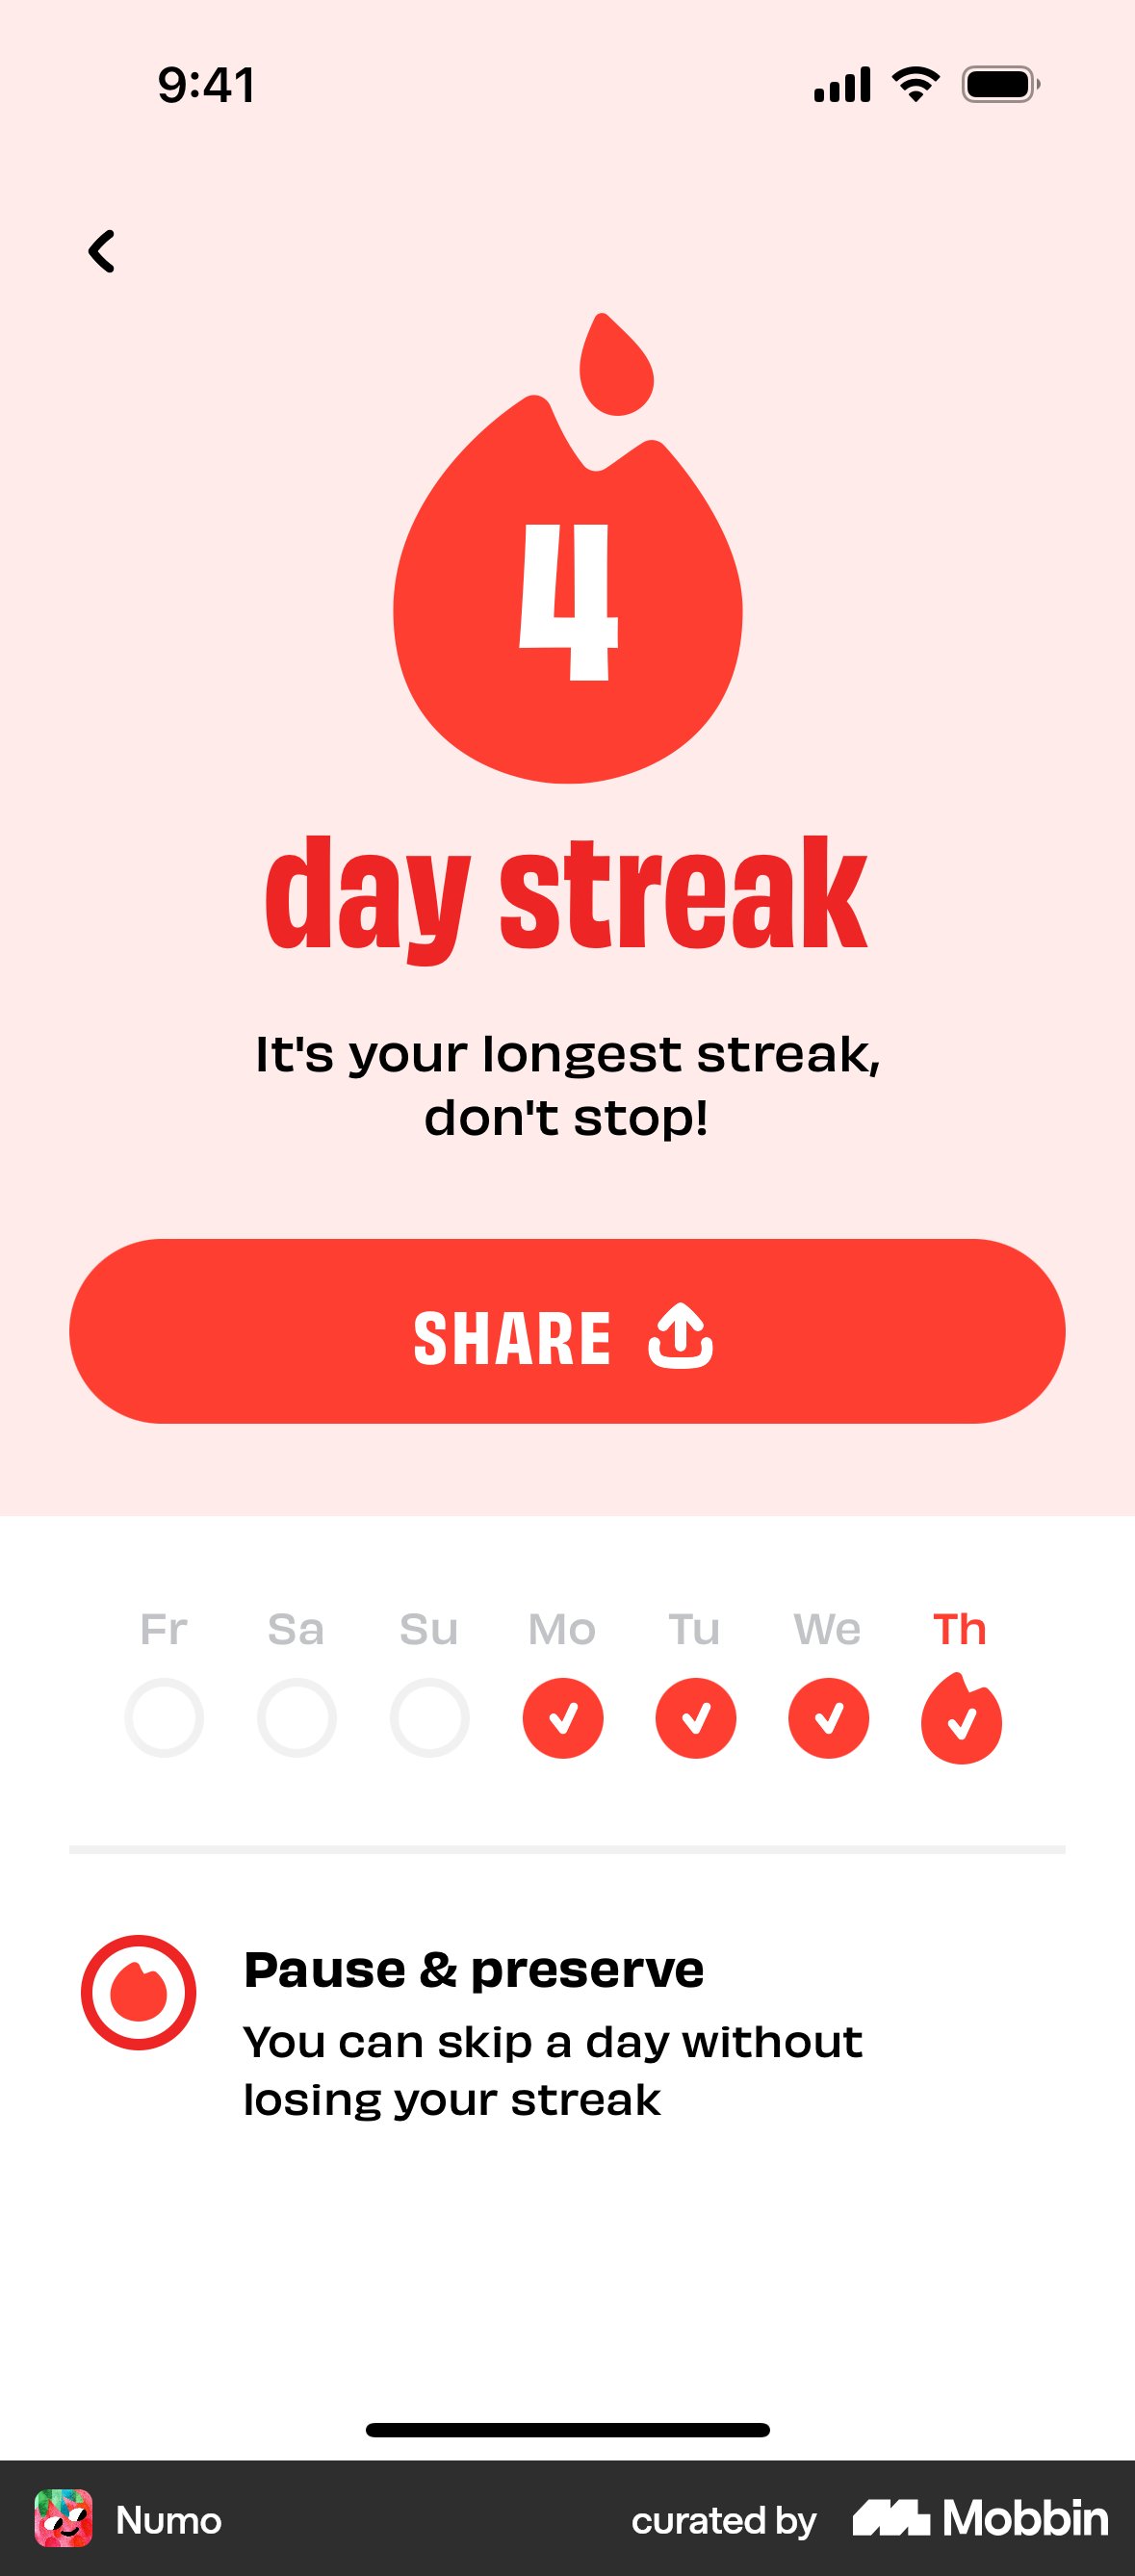 9:41
4
day streak
It's your longest streak,
don't stop!
SHARE
Fr Sa Su Mo Tu We Th
Pause & preserve
You can skip a day without
losing your streak
Numo curated by Mobbin